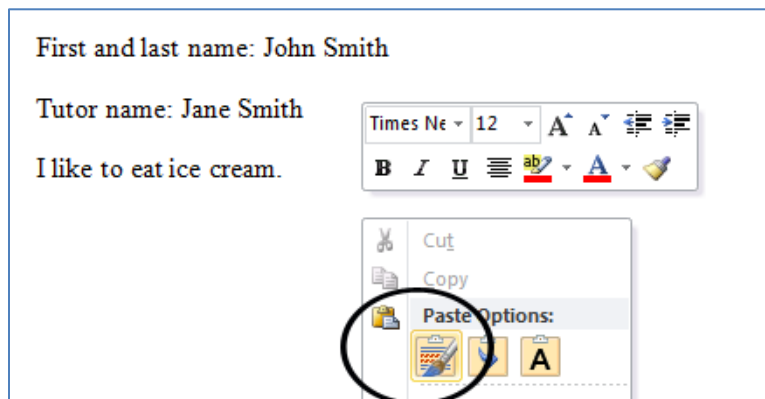 First and last name: John Smith
Tutor name: Jane Smith
Times Ne 12 A A
I like to eat ice cream.
B I U ab A
Cut
Copy
Paste Options:
A